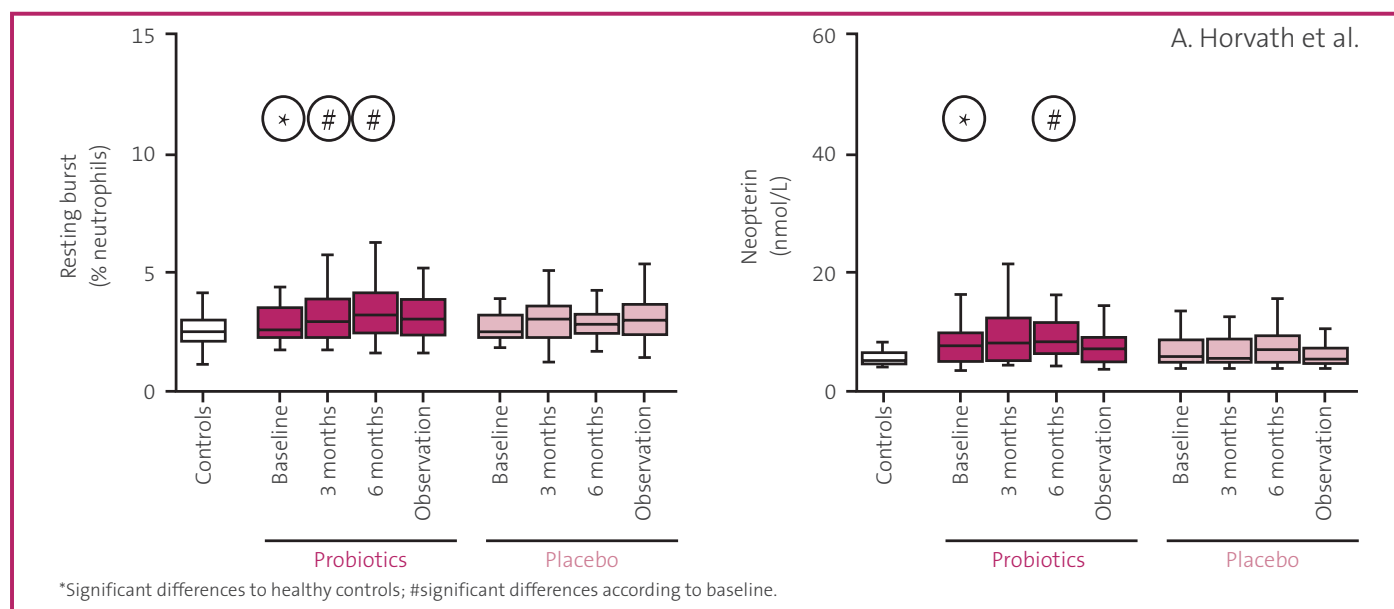 A. Horvath et al.
Resting burst
(% neutrophils)
15
10
5
0
* # #
Controls
Baseline
3 months
6 months
Observation
Baseline
3 months
6 months
Observation
Probiotics
Placebo
Neopterin
(nmol/L)
60
40
20
0
* #
Controls
Baseline
3 months
6 months
Observation
Baseline
3 months
6 months
Observation
Probiotics
Placebo
*Significant differences to healthy controls; #significant differences according to baseline.